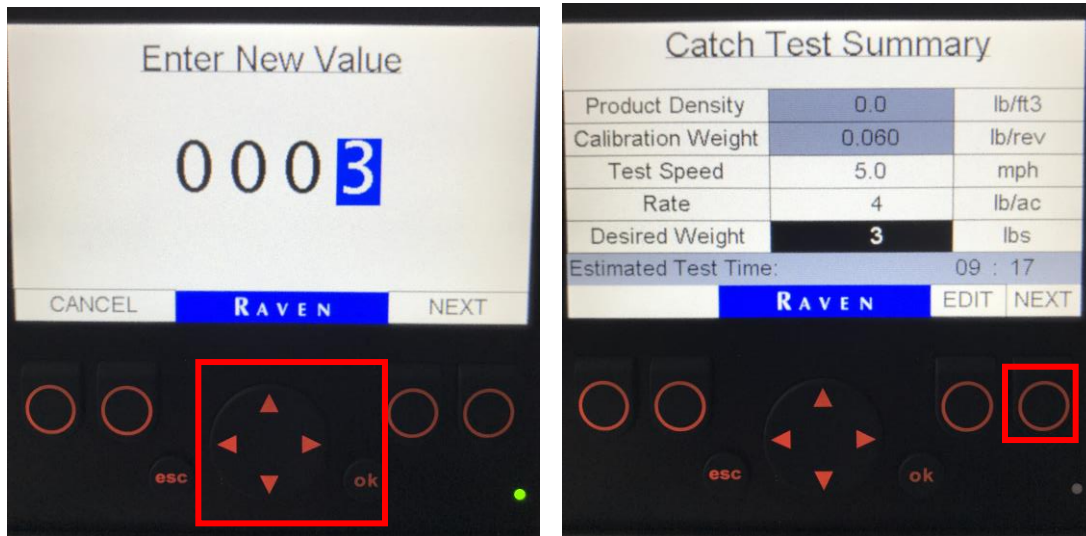 Enter New Value
0003
CANCEL RAVEN NEXT
esc ok
Catch Test Summary
Product Density 0.0 lb/ft3
Calibration Weight 0.060 lb/rev
Test Speed 5.0 mph
Rate 4 lb/ac
Desired Weight 3 lbs
Estimated Test Time: 09 : 17
RAVEN EDIT NEXT
esc ok